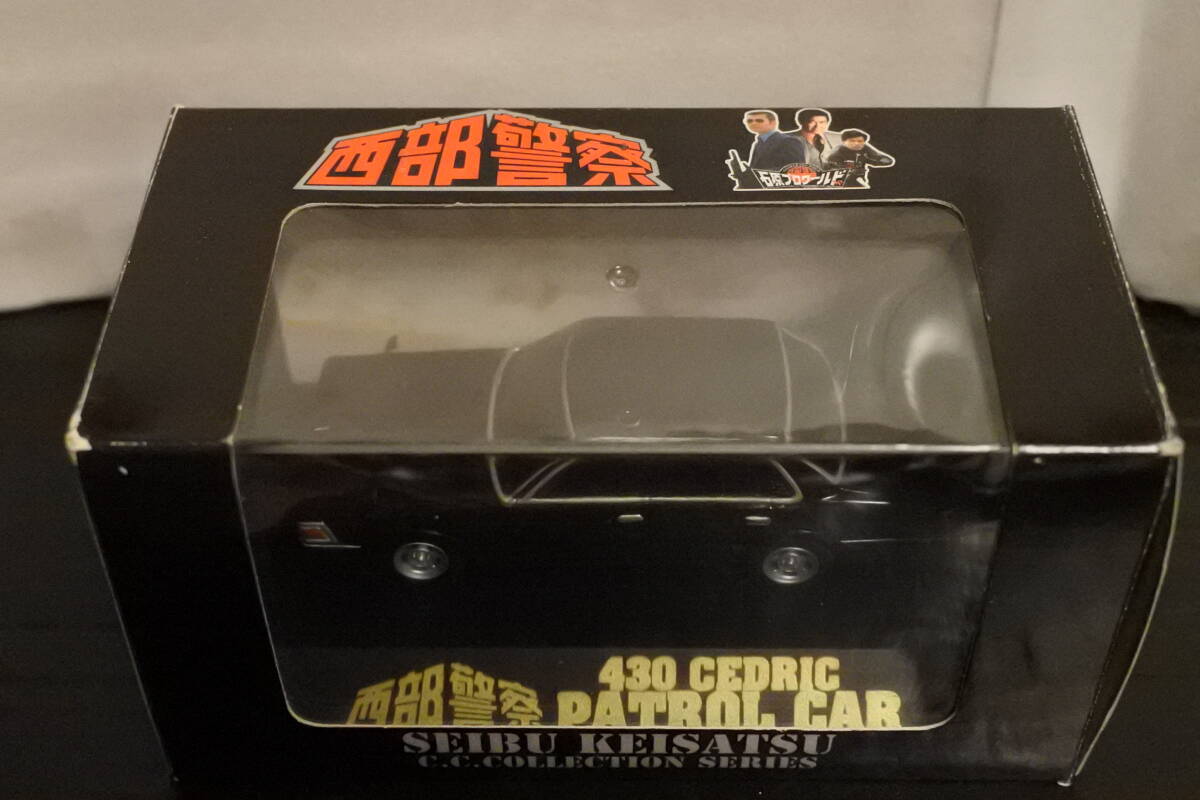 西部警察
石原プロワールド
西部警察
430 CEDRIC
PATROL CAR
SEIBU KEISATSU
C.C.COLLECTION SERIES